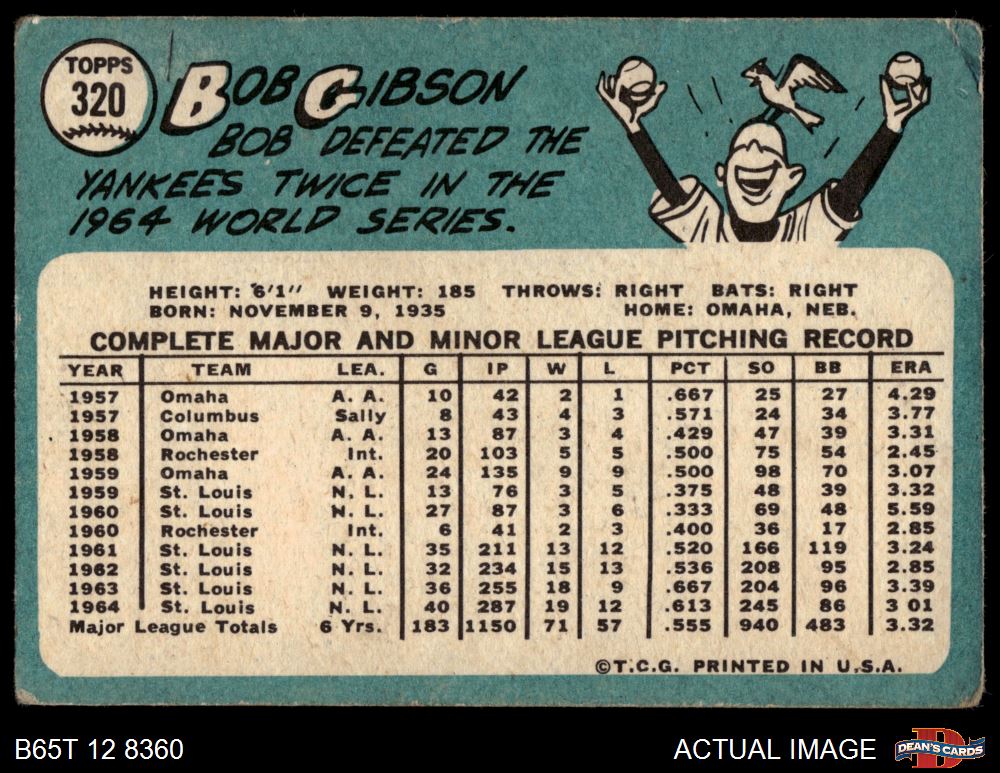 TOPPS
320
BOB GIBSON
BOB DEFEATED THE
YANKEES TWICE IN THE
1964 WORLD SERIES.
HEIGHT: 6'1" WEIGHT: 185 THROWS: RIGHT BATS: RIGHT
BORN: NOVEMBER 9, 1935 HOME: OMAHA, NEB.
COMPLETE MAJOR AND MINOR LEAGUE PITCHING RECORD
YEAR TEAM LEA. G IP W L PCT SO BB ERA
1957 Omaha A. A. 10 42 2 1 .667 25 27 4.29
1957 Columbus Sally 8 43 4 3 .571 24 34 3.77
1958 Omaha A. A. 13 87 3 4 .429 47 39 3.31
1958 Rochester Int. 20 103 5 5 .500 75 54 2.45
1959 Omaha A. A. 24 135 9 9 .500 98 70 3.07
1959 St. Louis N. L. 13 76 3 5 .375 48 39 3.32
1960 St. Louis N. L. 27 87 3 6 .333 69 48 5.59
1960 Rochester Int. 6 41 2 3 .400 36 17 2.85
1961 St. Louis N. L. 35 211 13 12 .520 166 119 3.24
1962 St. Louis N. L. 32 234 15 13 .536 208 95 2.85
1963 St. Louis N. L. 36 255 18 9 .667 204 96 3.39
1964 St. Louis N. L. 40 287 19 12 .613 245 86 3 01
Major League Totals 6 Yrs. 183 1150 71 57 .555 940 483 3.32
©T.C.G. PRINTED IN U.S.A.
B65T 12 8360 ACTUAL IMAGE
D
DEAN'S CARDS